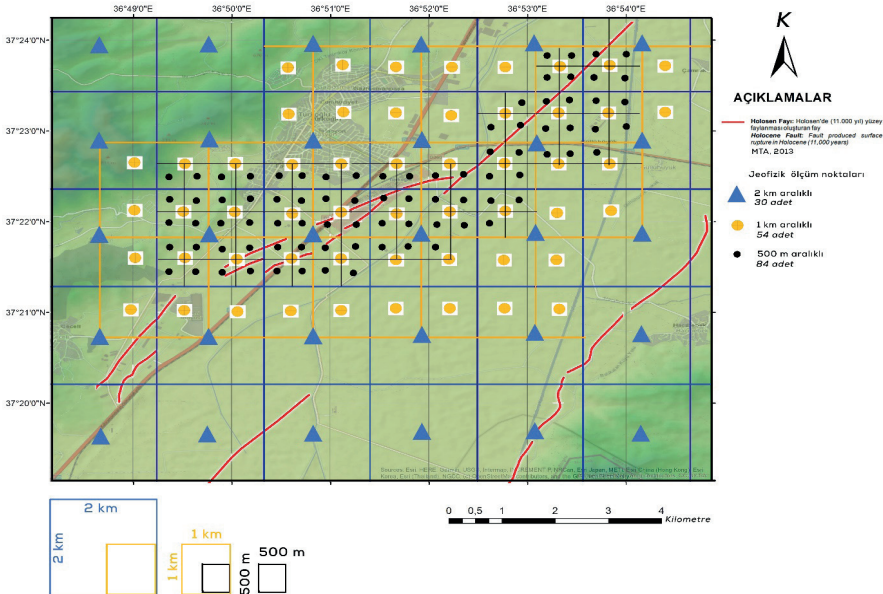 36°49'0"E 36°50'0"E 36°51'0"E 36°52'0"E 36°53'0"E 36°54'0"E
37°24'0"N
37°23'0"N
37°22'0"N
37°21'0"N
37°20'0"N
K
AÇIKLAMALAR
Holosen Fayı: Holosen'de (11.000 yıl) yüzey
faylanması oluşturan fay
Holocene Fault: Fault produced surface
rupture in Holocene (11,000 years)
MTA, 2013
Jeofizik ölçüm noktaları
2 km aralıklı
30 adet
1 km aralıklı
54 adet
500 m aralıklı
84 adet
2 km
2 km
1 km
1 km
500 m
500 m
0 0,5 1 2 3 4
Kilometre